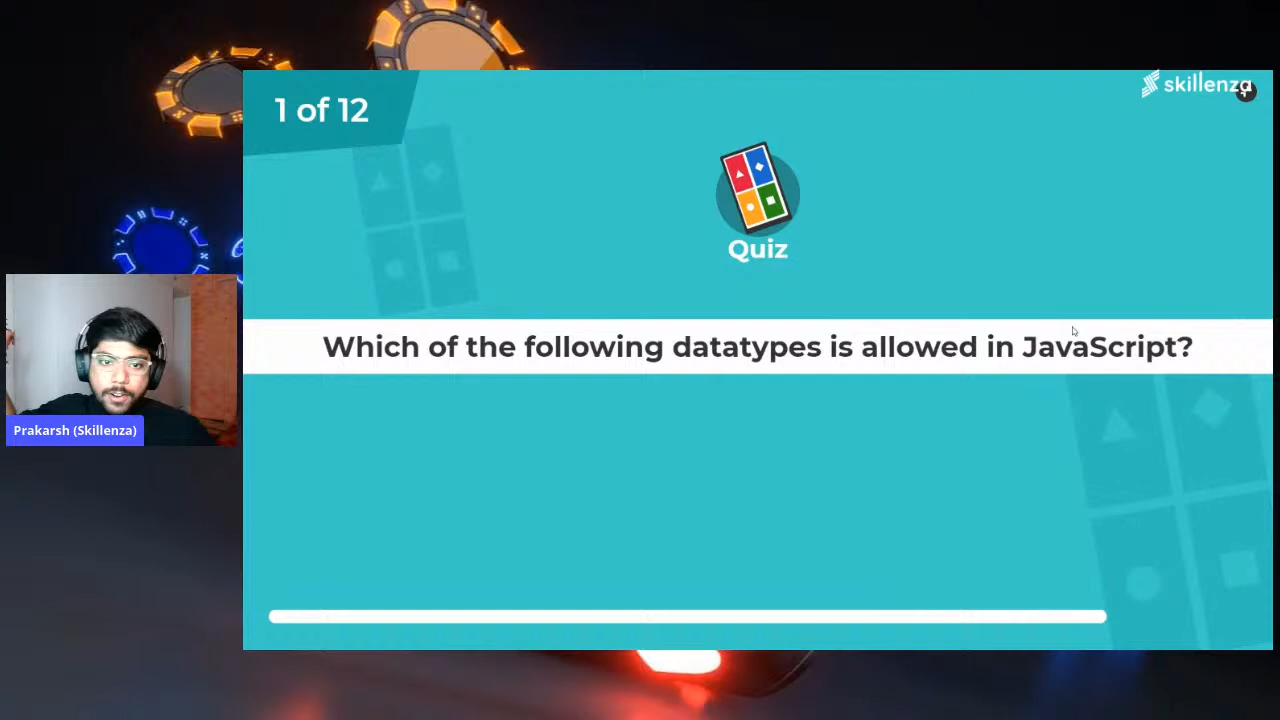 1 of 12
skillenza
Quiz
Which of the following datatypes is allowed in JavaScript?
Prakarsh (Skillenza)